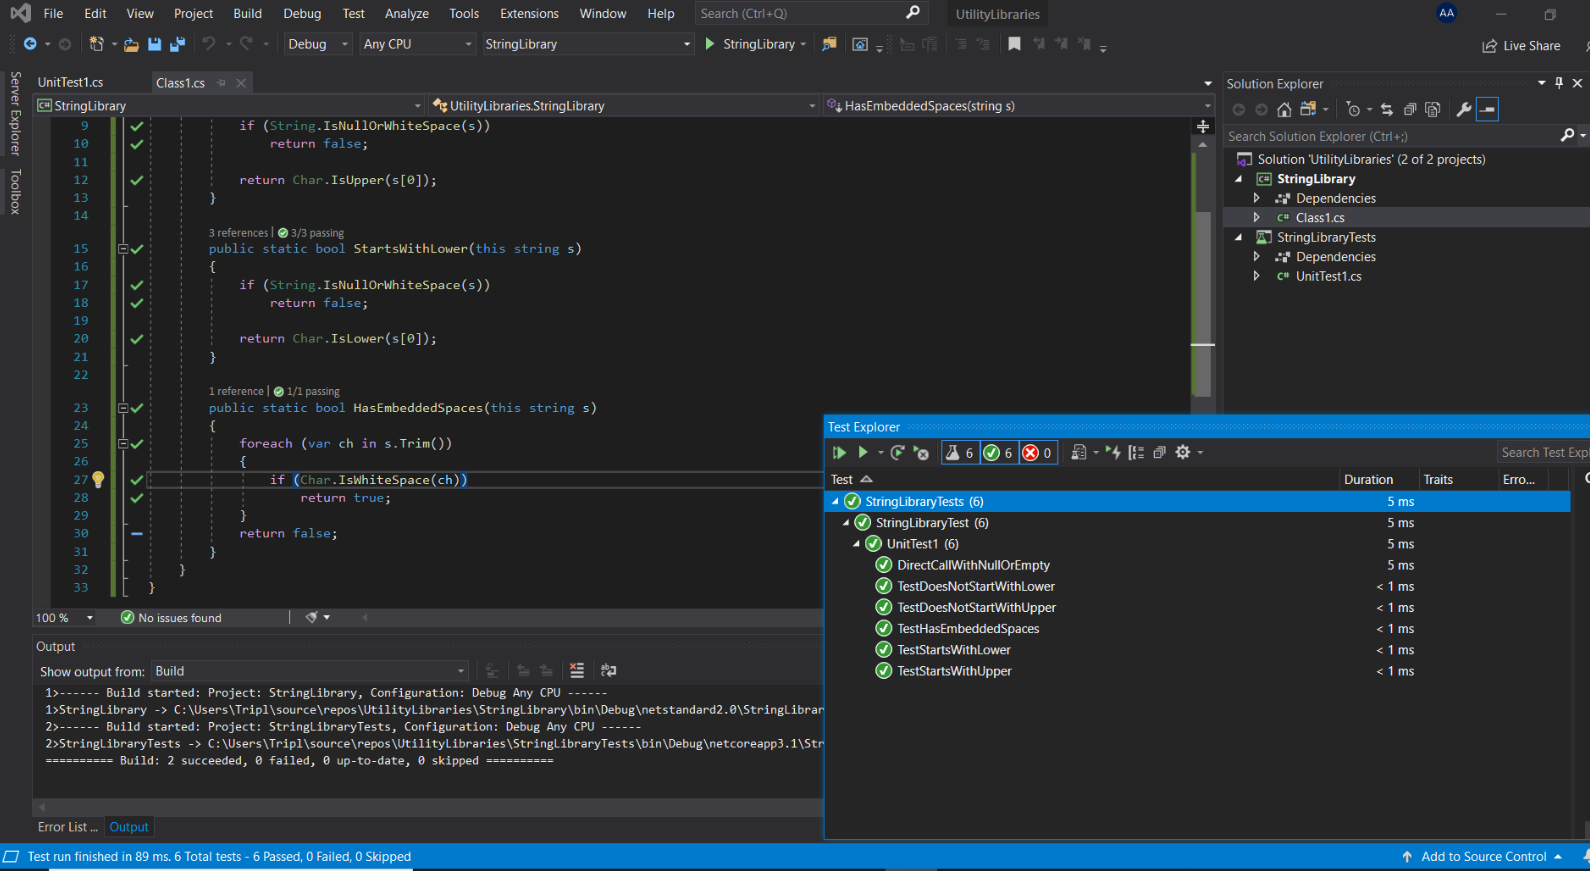 File Edit View Project Build Debug Test Analyze Tools Extensions Window Help Search (Ctrl+Q) UtilityLibraries AA
Debug Any CPU StringLibrary StringLibrary Live Share
Server Explorer
Toolbox
UnitTest1.cs Class1.cs
StringLibrary UtilityLibraries.StringLibrary HasEmbeddedSpaces(string s)
9 if (String.IsNullOrWhiteSpace(s))
10 return false;
11
12 return Char.IsUpper(s[0]);
13 }
14
3 references | 3/3 passing
15 public static bool StartsWithLower(this string s)
16 {
17 if (String.IsNullOrWhiteSpace(s))
18 return false;
19
20 return Char.IsLower(s[0]);
21 }
22
1 reference | 1/1 passing
23 public static bool HasEmbeddedSpaces(this string s)
24 {
25 foreach (var ch in s.Trim())
26 {
27 if (Char.IsWhiteSpace(ch))
28 return true;
29 }
30 return false;
31 }
32 }
33 }
100 % No issues found
Output
Show output from: Build
1>------ Build started: Project: StringLibrary, Configuration: Debug Any CPU ------
1>StringLibrary -> C:\Users\Tripl\source\repos\UtilityLibraries\StringLibrary\bin\Debug\netstandard2.0\StringLibrar
2>------ Build started: Project: StringLibraryTests, Configuration: Debug Any CPU ------
2>StringLibraryTests -> C:\Users\Tripl\source\repos\UtilityLibraries\StringLibraryTests\bin\Debug\netcoreapp3.1\Str
========== Build: 2 succeeded, 0 failed, 0 up-to-date, 0 skipped ==========
Error List ... Output
Solution Explorer
Search Solution Explorer (Ctrl+;)
Solution 'UtilityLibraries' (2 of 2 projects)
C# StringLibrary
Dependencies
C# Class1.cs
StringLibraryTests
Dependencies
C# UnitTest1.cs
Test Explorer
6 6 0 Search Test Expl
Test Duration Traits Erro...
StringLibraryTests (6) 5 ms
StringLibraryTest (6) 5 ms
UnitTest1 (6) 5 ms
DirectCallWithNullOrEmpty 5 ms
TestDoesNotStartWithLower < 1 ms
TestDoesNotStartWithUpper < 1 ms
TestHasEmbeddedSpaces < 1 ms
TestStartsWithLower < 1 ms
TestStartsWithUpper < 1 ms
Test run finished in 89 ms. 6 Total tests - 6 Passed, 0 Failed, 0 Skipped Add to Source Control